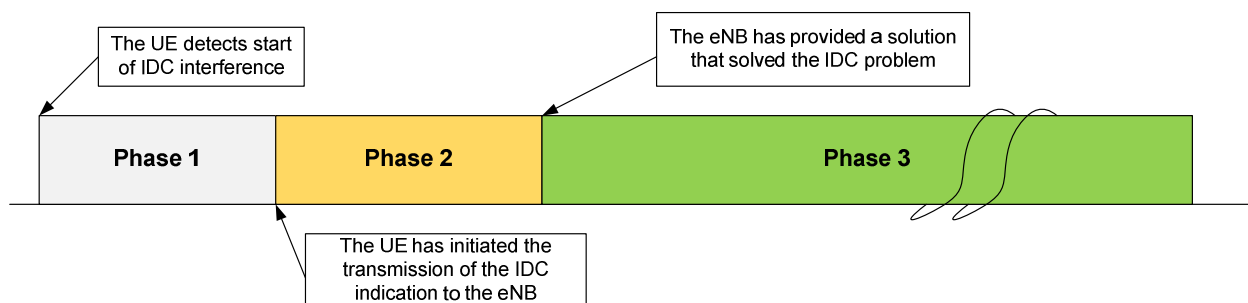 The UE detects start
of IDC interference
The eNB has provided a solution
that solved the IDC problem
Phase 1
Phase 2
Phase 3
The UE has initiated the
transmission of the IDC
indication to the eNB